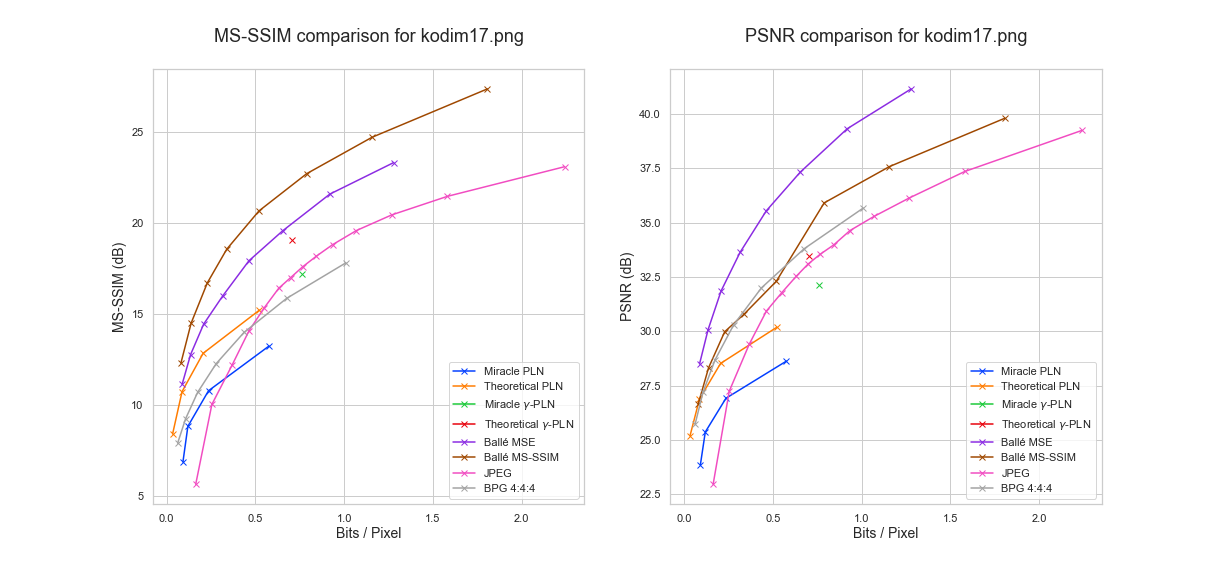 MS-SSIM comparison for kodim17.png
MS-SSIM (dB)
25
20
15
10
5
0.0 0.5 1.0 1.5 2.0
Bits / Pixel
Miracle PLN
Theoretical PLN
Miracle γ-PLN
Theoretical γ-PLN
Ballé MSE
Ballé MS-SSIM
JPEG
BPG 4:4:4
PSNR comparison for kodim17.png
PSNR (dB)
40.0
37.5
35.0
32.5
30.0
27.5
25.0
22.5
0.0 0.5 1.0 1.5 2.0
Bits / Pixel
Miracle PLN
Theoretical PLN
Miracle γ-PLN
Theoretical γ-PLN
Ballé MSE
Ballé MS-SSIM
JPEG
BPG 4:4:4